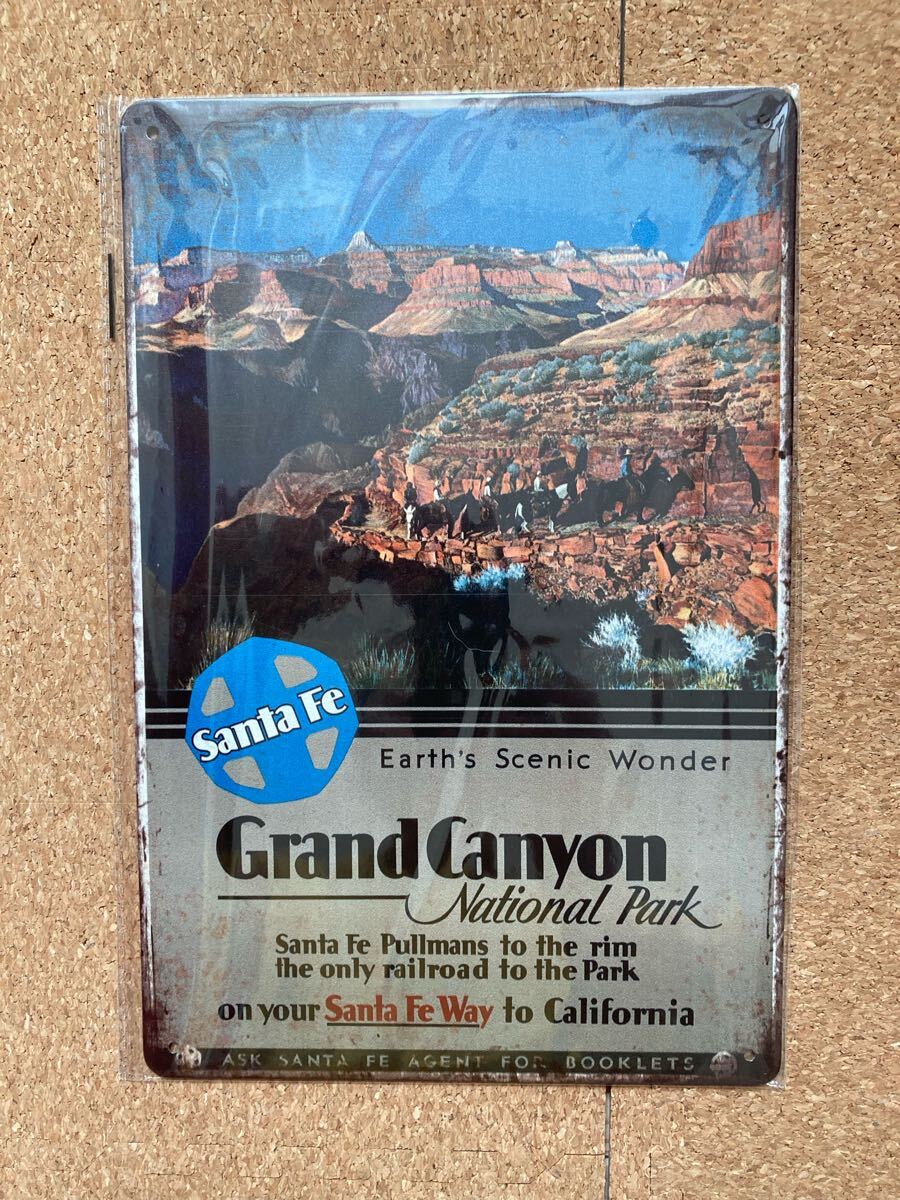 Santa Fe
Earth's Scenic Wonder
Grand Canyon
National Park
Santa Fe Pullmans to the rim
the only railroad to the Park
on your Santa Fe Way to California
ASK SANTA FE AGENT FOR BOOKLETS